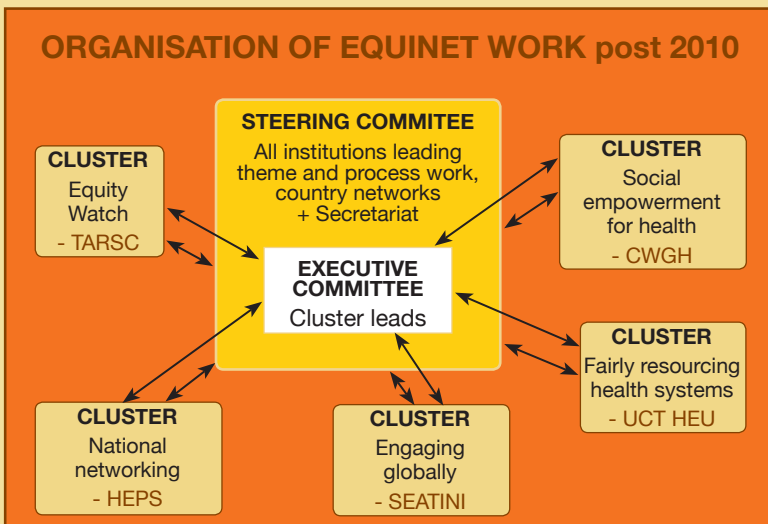 ORGANISATION OF EQUINET WORK post 2010
STEERING COMMITEE
All institutions leading
theme and process work,
country networks
+ Secretariat
EXECUTIVE
COMMITTEE
Cluster leads
CLUSTER
Equity
Watch
- TARSC
CLUSTER
Social
empowerment
for health
- CWGH
CLUSTER
Fairly resourcing
health systems
- UCT HEU
CLUSTER
National
networking
- HEPS
CLUSTER
Engaging
globally
- SEATINI